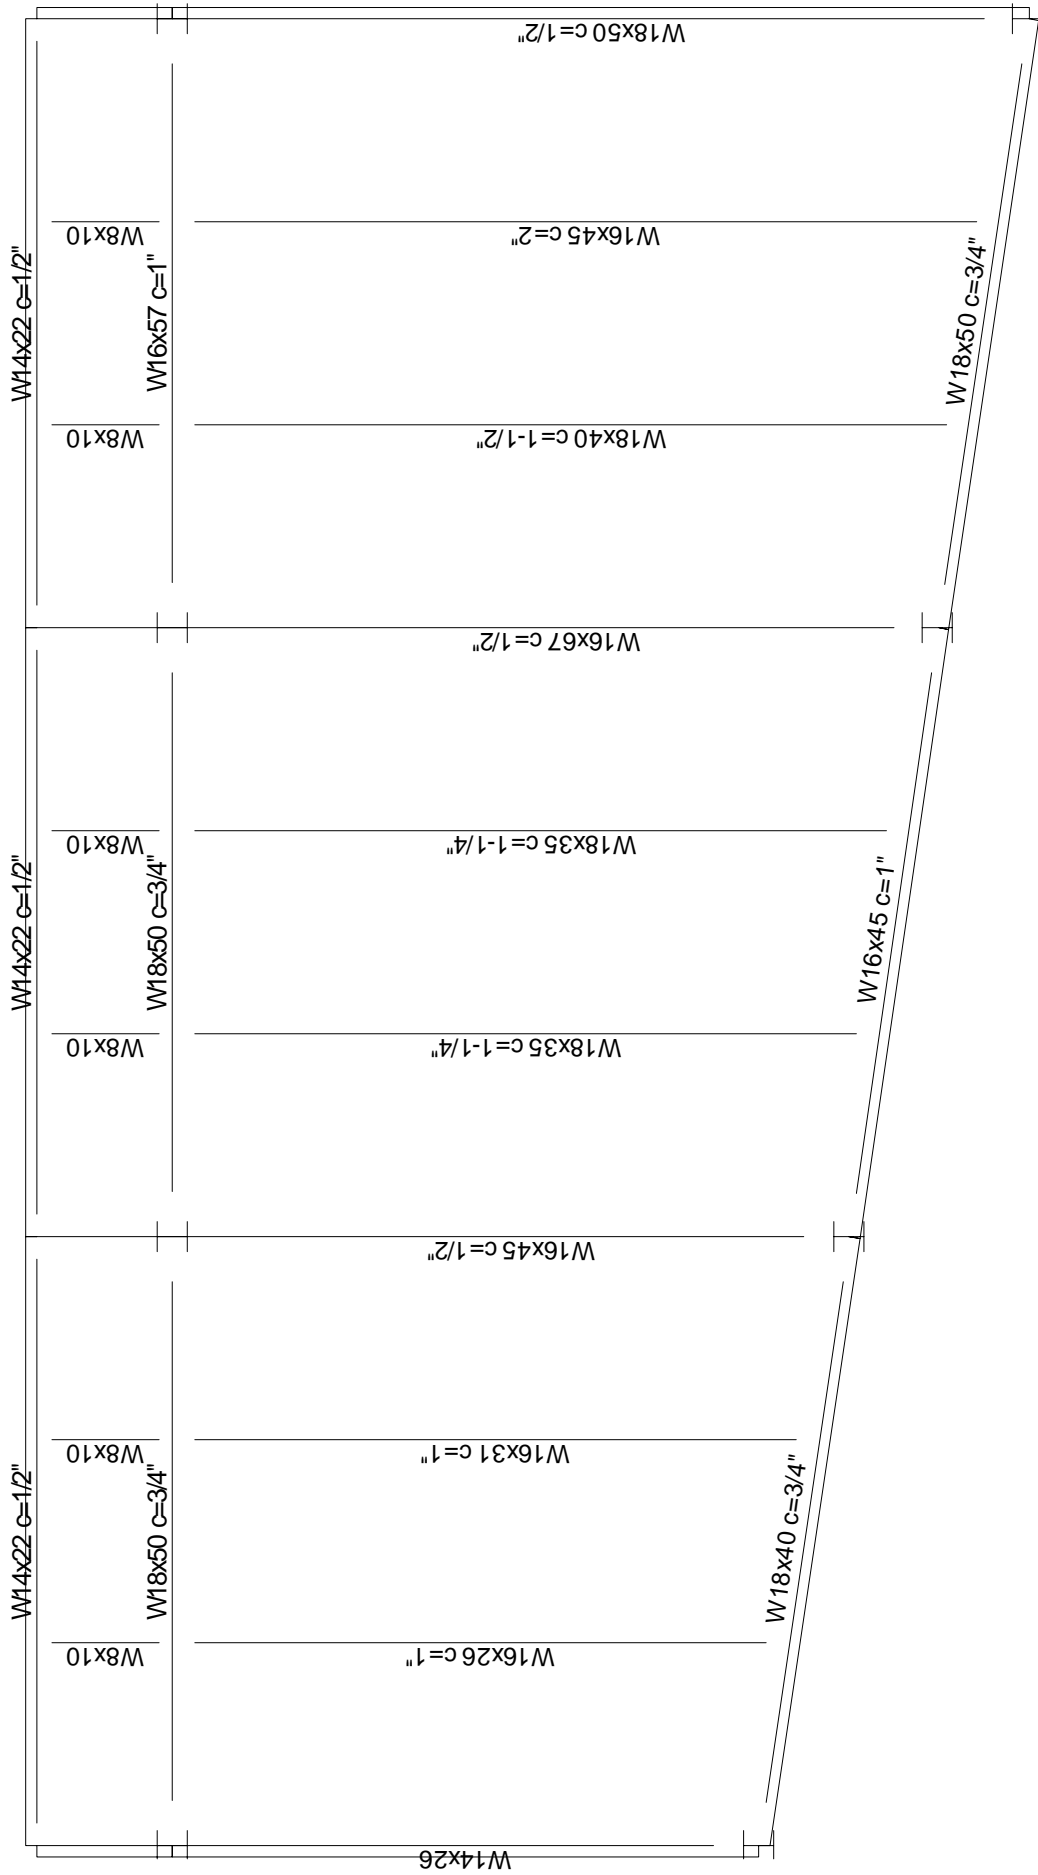 W18x50 c=1/2"
W14x22 c=1/2"
W8x10
W16x57 c=1"
W16x45 c=2"
W18x50 c=3/4"
W8x10
W18x40 c=1-1/2"
W16x67 c=1/2"
W14x22 c=1/2"
W8x10
W18x50 c=3/4"
W18x35 c=1-1/4"
W16x45 c=1"
W8x10
W18x35 c=1-1/4"
W16x45 c=1/2"
W14x22 c=1/2"
W8x10
W18x50 c=3/4"
W16x31 c=1"
W18x40 c=3/4"
W8x10
W16x26 c=1"
W14x26